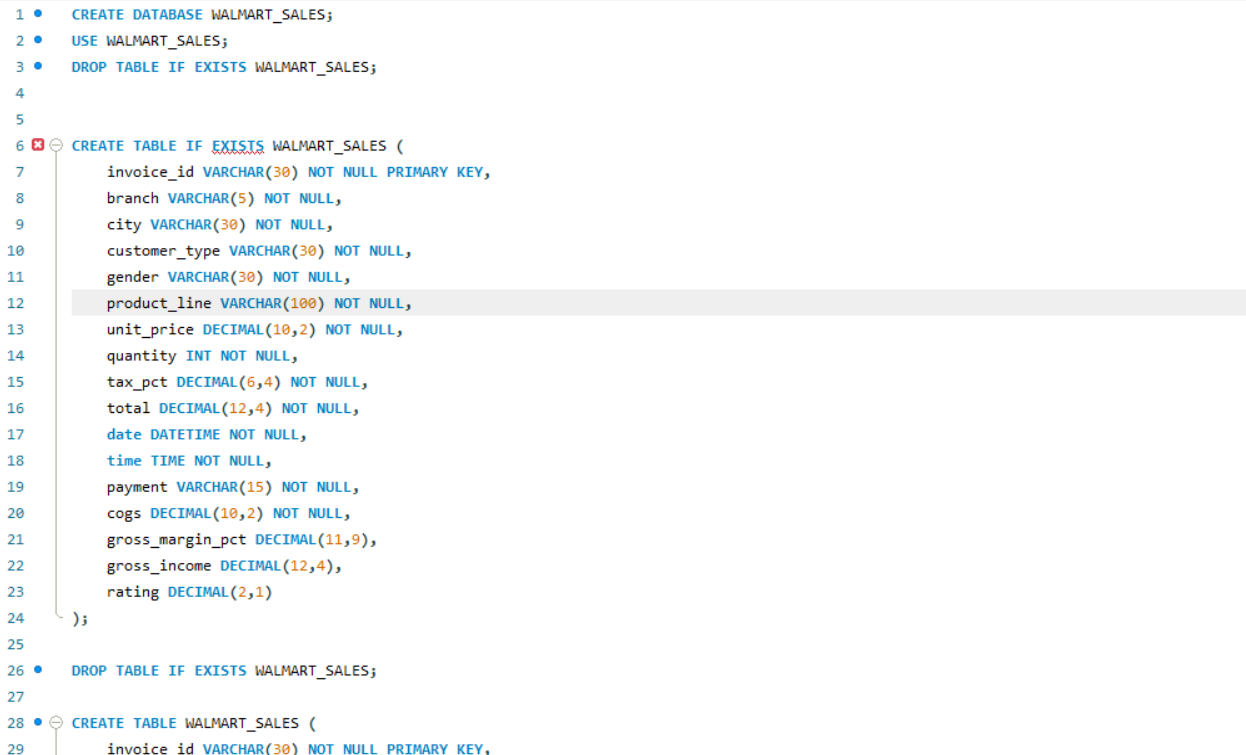 1 CREATE DATABASE WALMART_SALES;
2 USE WALMART_SALES;
3 DROP TABLE IF EXISTS WALMART_SALES;
4
5
6 CREATE TABLE IF EXISTS WALMART_SALES (
7 invoice_id VARCHAR(30) NOT NULL PRIMARY KEY,
8 branch VARCHAR(5) NOT NULL,
9 city VARCHAR(30) NOT NULL,
10 customer_type VARCHAR(30) NOT NULL,
11 gender VARCHAR(30) NOT NULL,
12 product_line VARCHAR(100) NOT NULL,
13 unit_price DECIMAL(10,2) NOT NULL,
14 quantity INT NOT NULL,
15 tax_pct DECIMAL(6,4) NOT NULL,
16 total DECIMAL(12,4) NOT NULL,
17 date DATETIME NOT NULL,
18 time TIME NOT NULL,
19 payment VARCHAR(15) NOT NULL,
20 cogs DECIMAL(10,2) NOT NULL,
21 gross_margin_pct DECIMAL(11,9),
22 gross_income DECIMAL(12,4),
23 rating DECIMAL(2,1)
24 );
25
26 DROP TABLE IF EXISTS WALMART_SALES;
27
28 CREATE TABLE WALMART_SALES (
29 invoice_id VARCHAR(30) NOT NULL PRIMARY KEY,